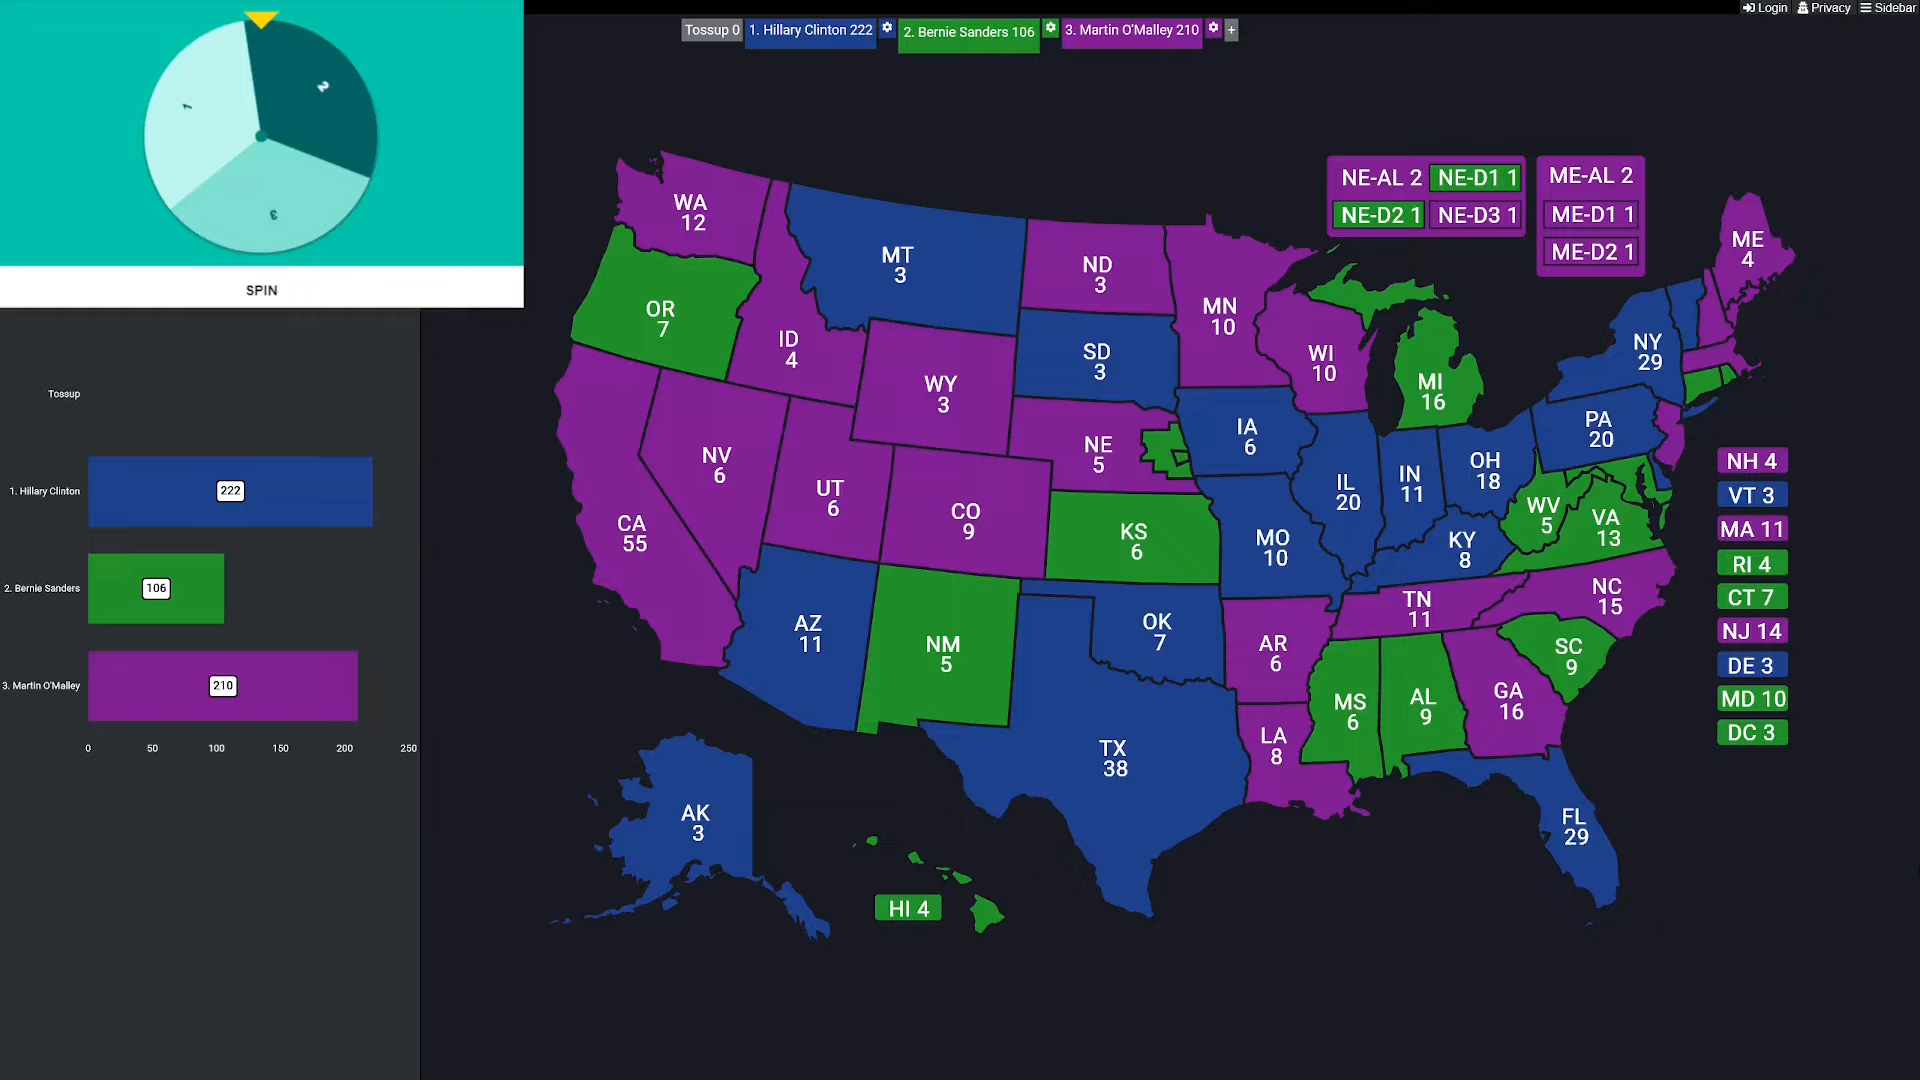 Login Privacy Sidebar
Tossup 0 1. Hillary Clinton 222 2. Bernie Sanders 106 3. Martin O'Malley 210 +
1
2
3
SPIN
Tossup
1. Hillary Clinton 222
2. Bernie Sanders 106
3. Martin O'Malley 210
0 50 100 150 200 250
NE-AL 2 NE-D1 1
NE-D2 1 NE-D3 1
ME-AL 2
ME-D1 1
ME-D2 1
WA
12
OR
7
ID
4
MT
3
ND
3
MN
10
WI
10
MI
16
ME
4
NY
29
SD
3
WY
3
NE
5
IA
6
PA
20
NV
6
UT
6
CO
9
CA
55
KS
6
MO
10
IL
20
IN
11
OH
18
WV
5
VA
13
KY
8
NC
15
TN
11
AZ
11
NM
5
OK
7
AR
6
SC
9
MS
6
AL
9
GA
16
LA
8
TX
38
FL
29
AK
3
HI 4
NH 4
VT 3
MA 11
RI 4
CT 7
NJ 14
DE 3
MD 10
DC 3